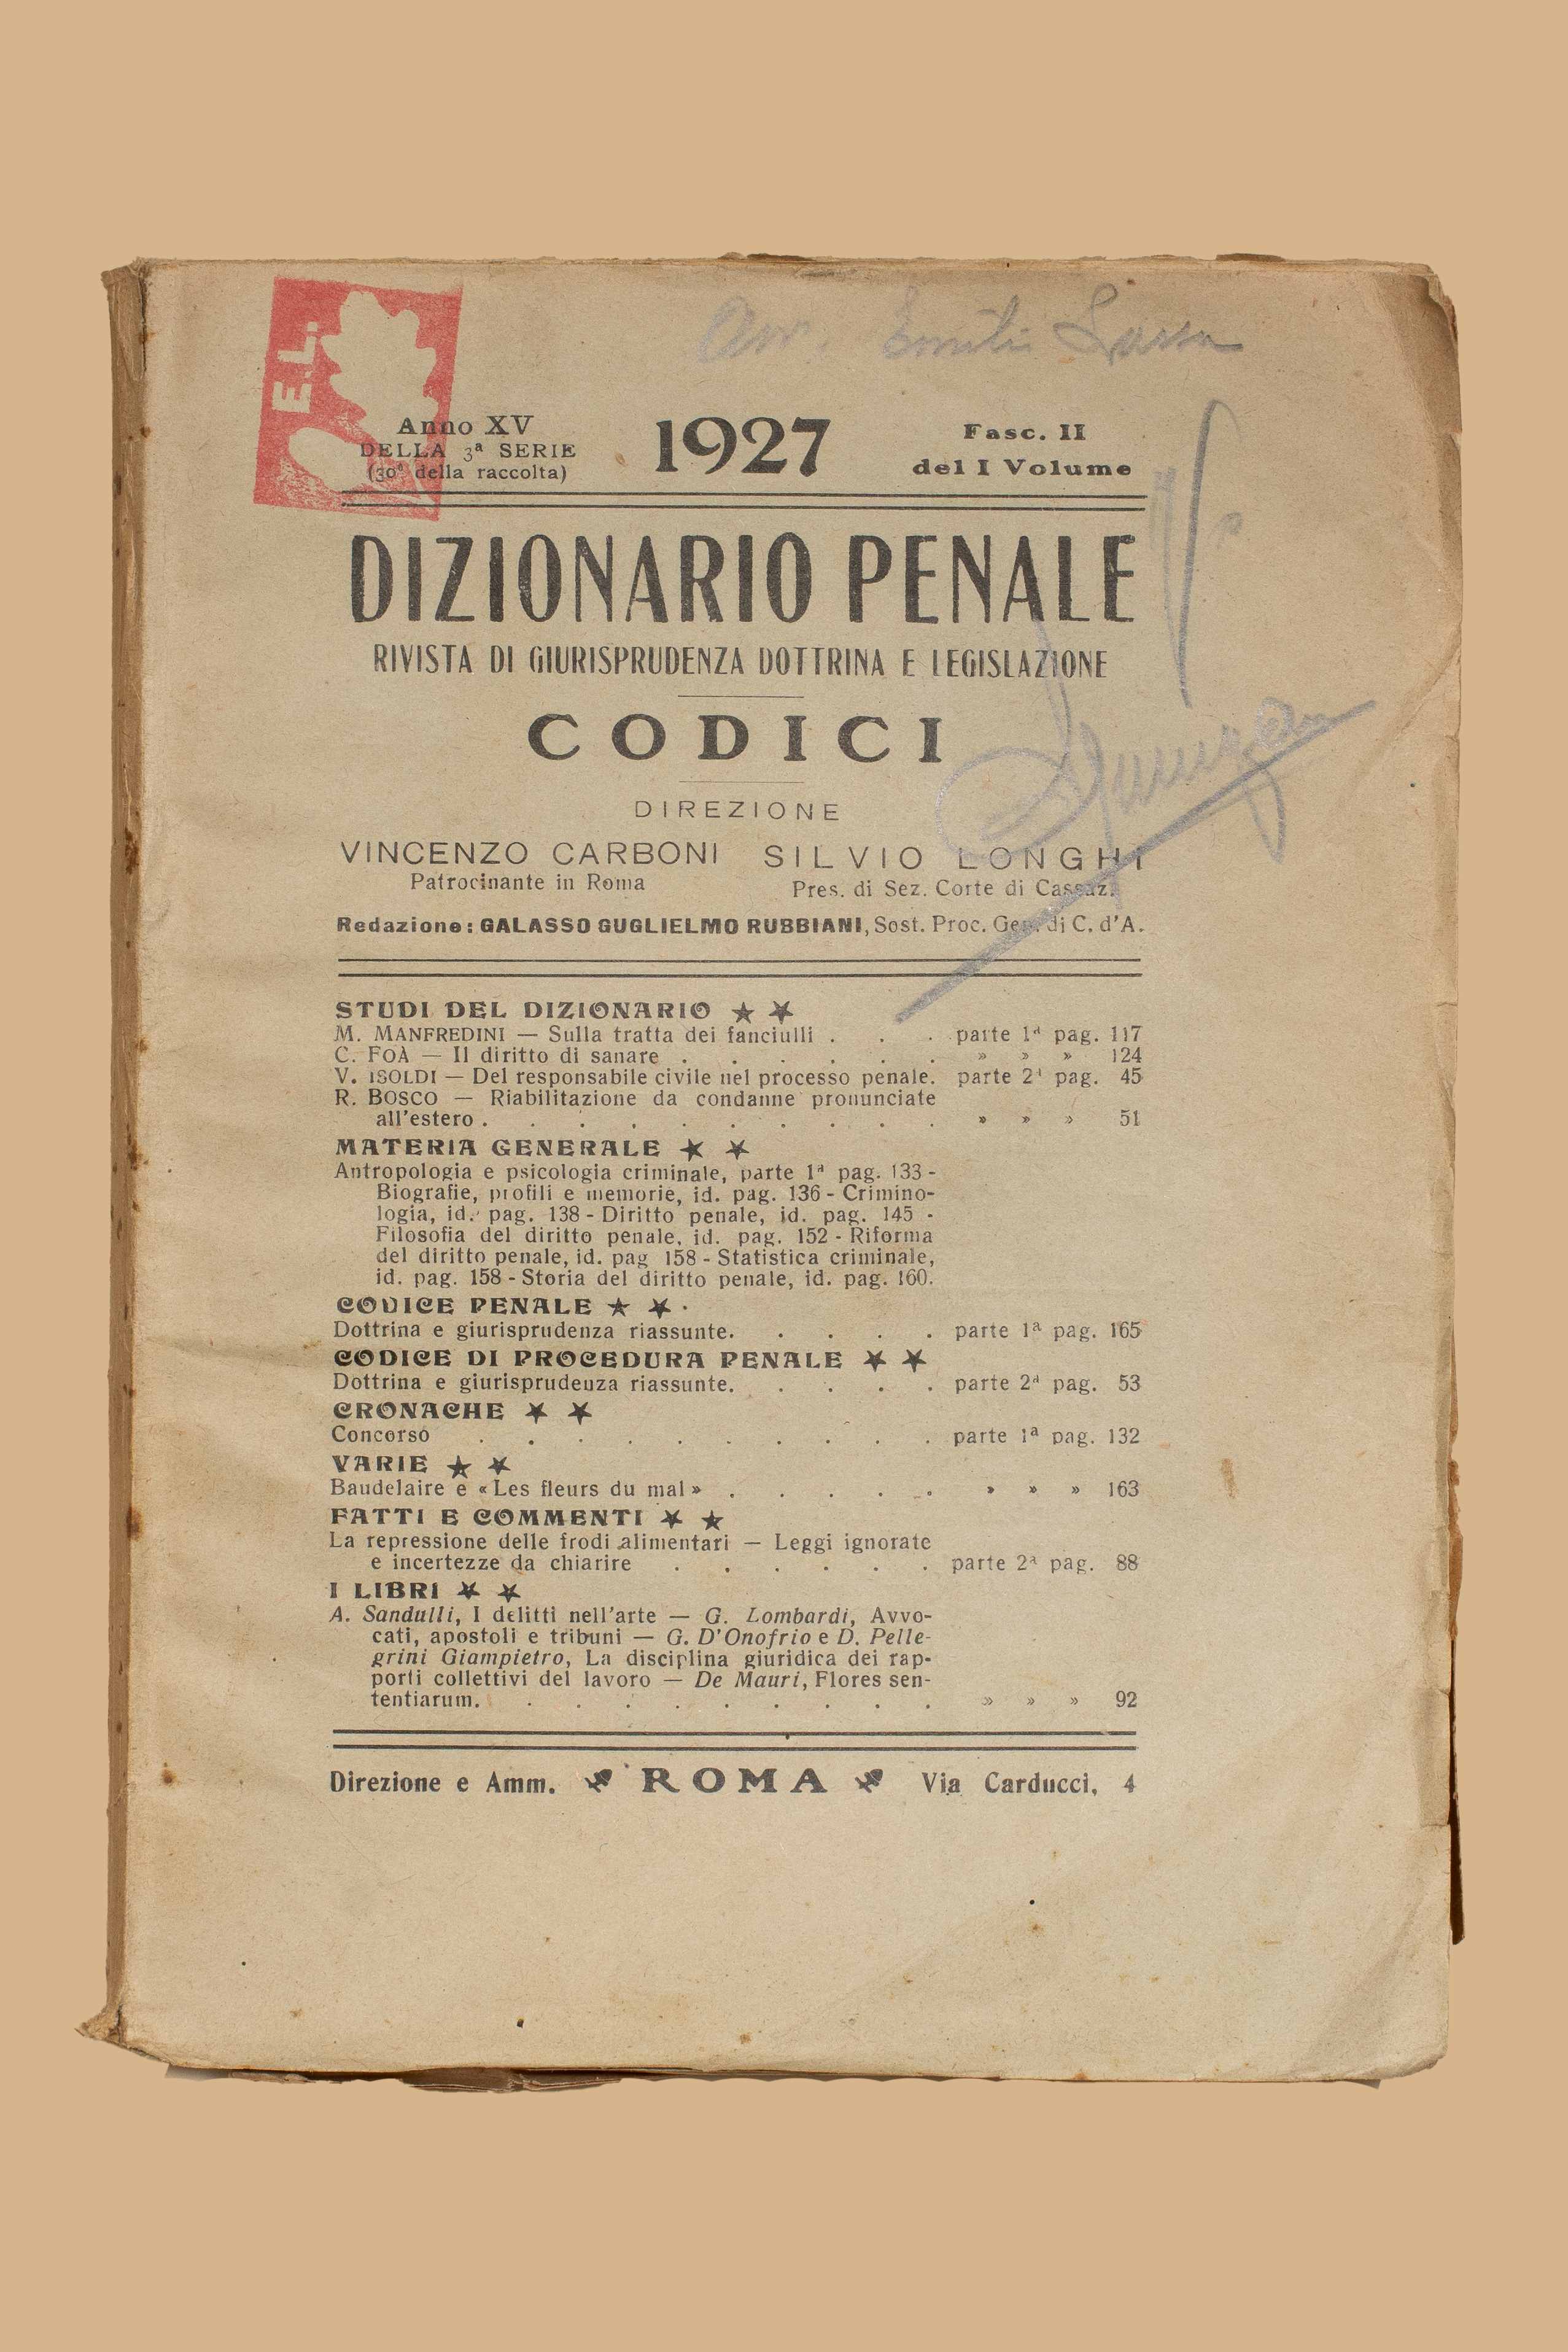 E.L.
Avv. Emilio Lussu
Anno XV
DELLA 3ª SERIE
(30ª della raccolta)
1927
Fasc. II
del I Volume
DIZIONARIO PENALE
RIVISTA DI GIURISPRUDENZA DOTTRINA E LEGISLAZIONE
CODICI
DIREZIONE
VINCENZO CARBONI SILVIO LONGHI
Patrocinante in Roma Pres. di Sez. Corte di Cassaz.
Redazione: GALASSO GUGLIELMO RUBBIANI, Sost. Proc. Gen. di C. d'A.
STUDI DEL DIZIONARIO ★ ★
M. MANFREDINI — Sulla tratta dei fanciulli . . . parte 1ª pag. 117
C. FOÀ — Il diritto di sanare . . . . . . » » » 124
V. ISOLDI — Del responsabile civile nel processo penale. parte 2ª pag. 45
R. BOSCO — Riabilitazione da condanne pronunciate
all'estero . . . . . . . . . . » » » 51
MATERIA GENERALE ★ ★
Antropologia e psicologia criminale, parte 1ª pag. 133 -
Biografie, profili e memorie, id. pag. 136 - Crimino-
logia, id. pag. 138 - Diritto penale, id. pag. 145 -
Filosofia del diritto penale, id. pag. 152 - Riforma
del diritto penale, id. pag 158 - Statistica criminale,
id. pag. 158 - Storia del diritto penale, id. pag. 160.
CODICE PENALE ★ ★
Dottrina e giurisprudenza riassunte. . . . . parte 1ª pag. 165
CODICE DI PROCEDURA PENALE ★ ★
Dottrina e giurisprudenza riassunte. . . . . parte 2ª pag. 53
CRONACHE ★ ★
Concorso . . . . . . . . . . parte 1ª pag. 132
VARIE ★ ★
Baudelaire e «Les fleurs du mal» . . . . . » » » 163
FATTI E COMMENTI ★ ★
La repressione delle frodi alimentari — Leggi ignorate
e incertezze da chiarire . . . . . . parte 2ª pag. 88
I LIBRI ★ ★
A. Sandulli, I delitti nell'arte — G. Lombardi, Avvo-
cati, apostoli e tribuni — G. D'Onofrio e D. Pelle-
grini Giampietro, La disciplina giuridica dei rap-
porti collettivi del lavoro — De Mauri, Flores sen-
tentiarum. . . . . . . . . . » » » 92
Direzione e Amm. ROMA Via Carducci, 4